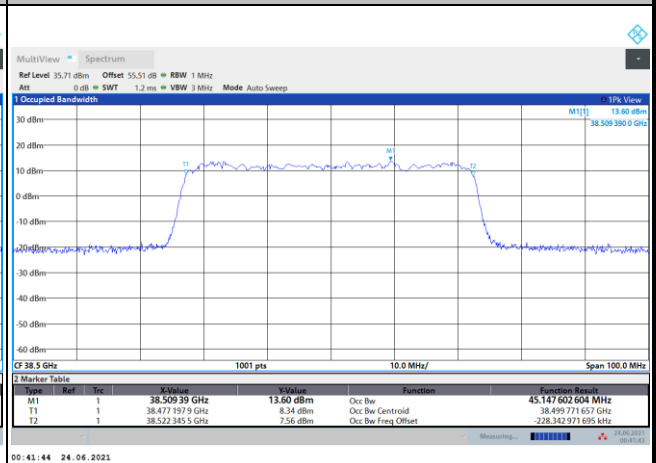 MultiView Spectrum
Ref Level 35.71 dBm Offset 55.51 dB RBW 1 MHz
Att 0 dB SWT 1.2 ms VBW 3 MHz Mode Auto Sweep
1 Occupied Bandwidth 1Pk View
M1[1] 13.60 dBm
38.509 390 0 GHz
30 dBm
20 dBm
M1
T1 T2
10 dBm
0 dBm
-10 dBm
-20 dBm
-30 dBm
-40 dBm
-50 dBm
-60 dBm
CF 38.5 GHz 1001 pts 10.0 MHz/ Span 100.0 MHz
2 Marker Table
Type Ref Trc X-Value Y-Value Function Function Result
M1 1 38.509 39 GHz 13.60 dBm Occ Bw 45.147 602 604 MHz
T1 1 38.477 197 9 GHz 8.34 dBm Occ Bw Centroid 38.499 771 657 GHz
T2 1 38.522 345 5 GHz 7.56 dBm Occ Bw Freq Offset -228.342 971 695 kHz
Measuring... 24.06.2021
00:41:43
00:41:44 24.06.2021